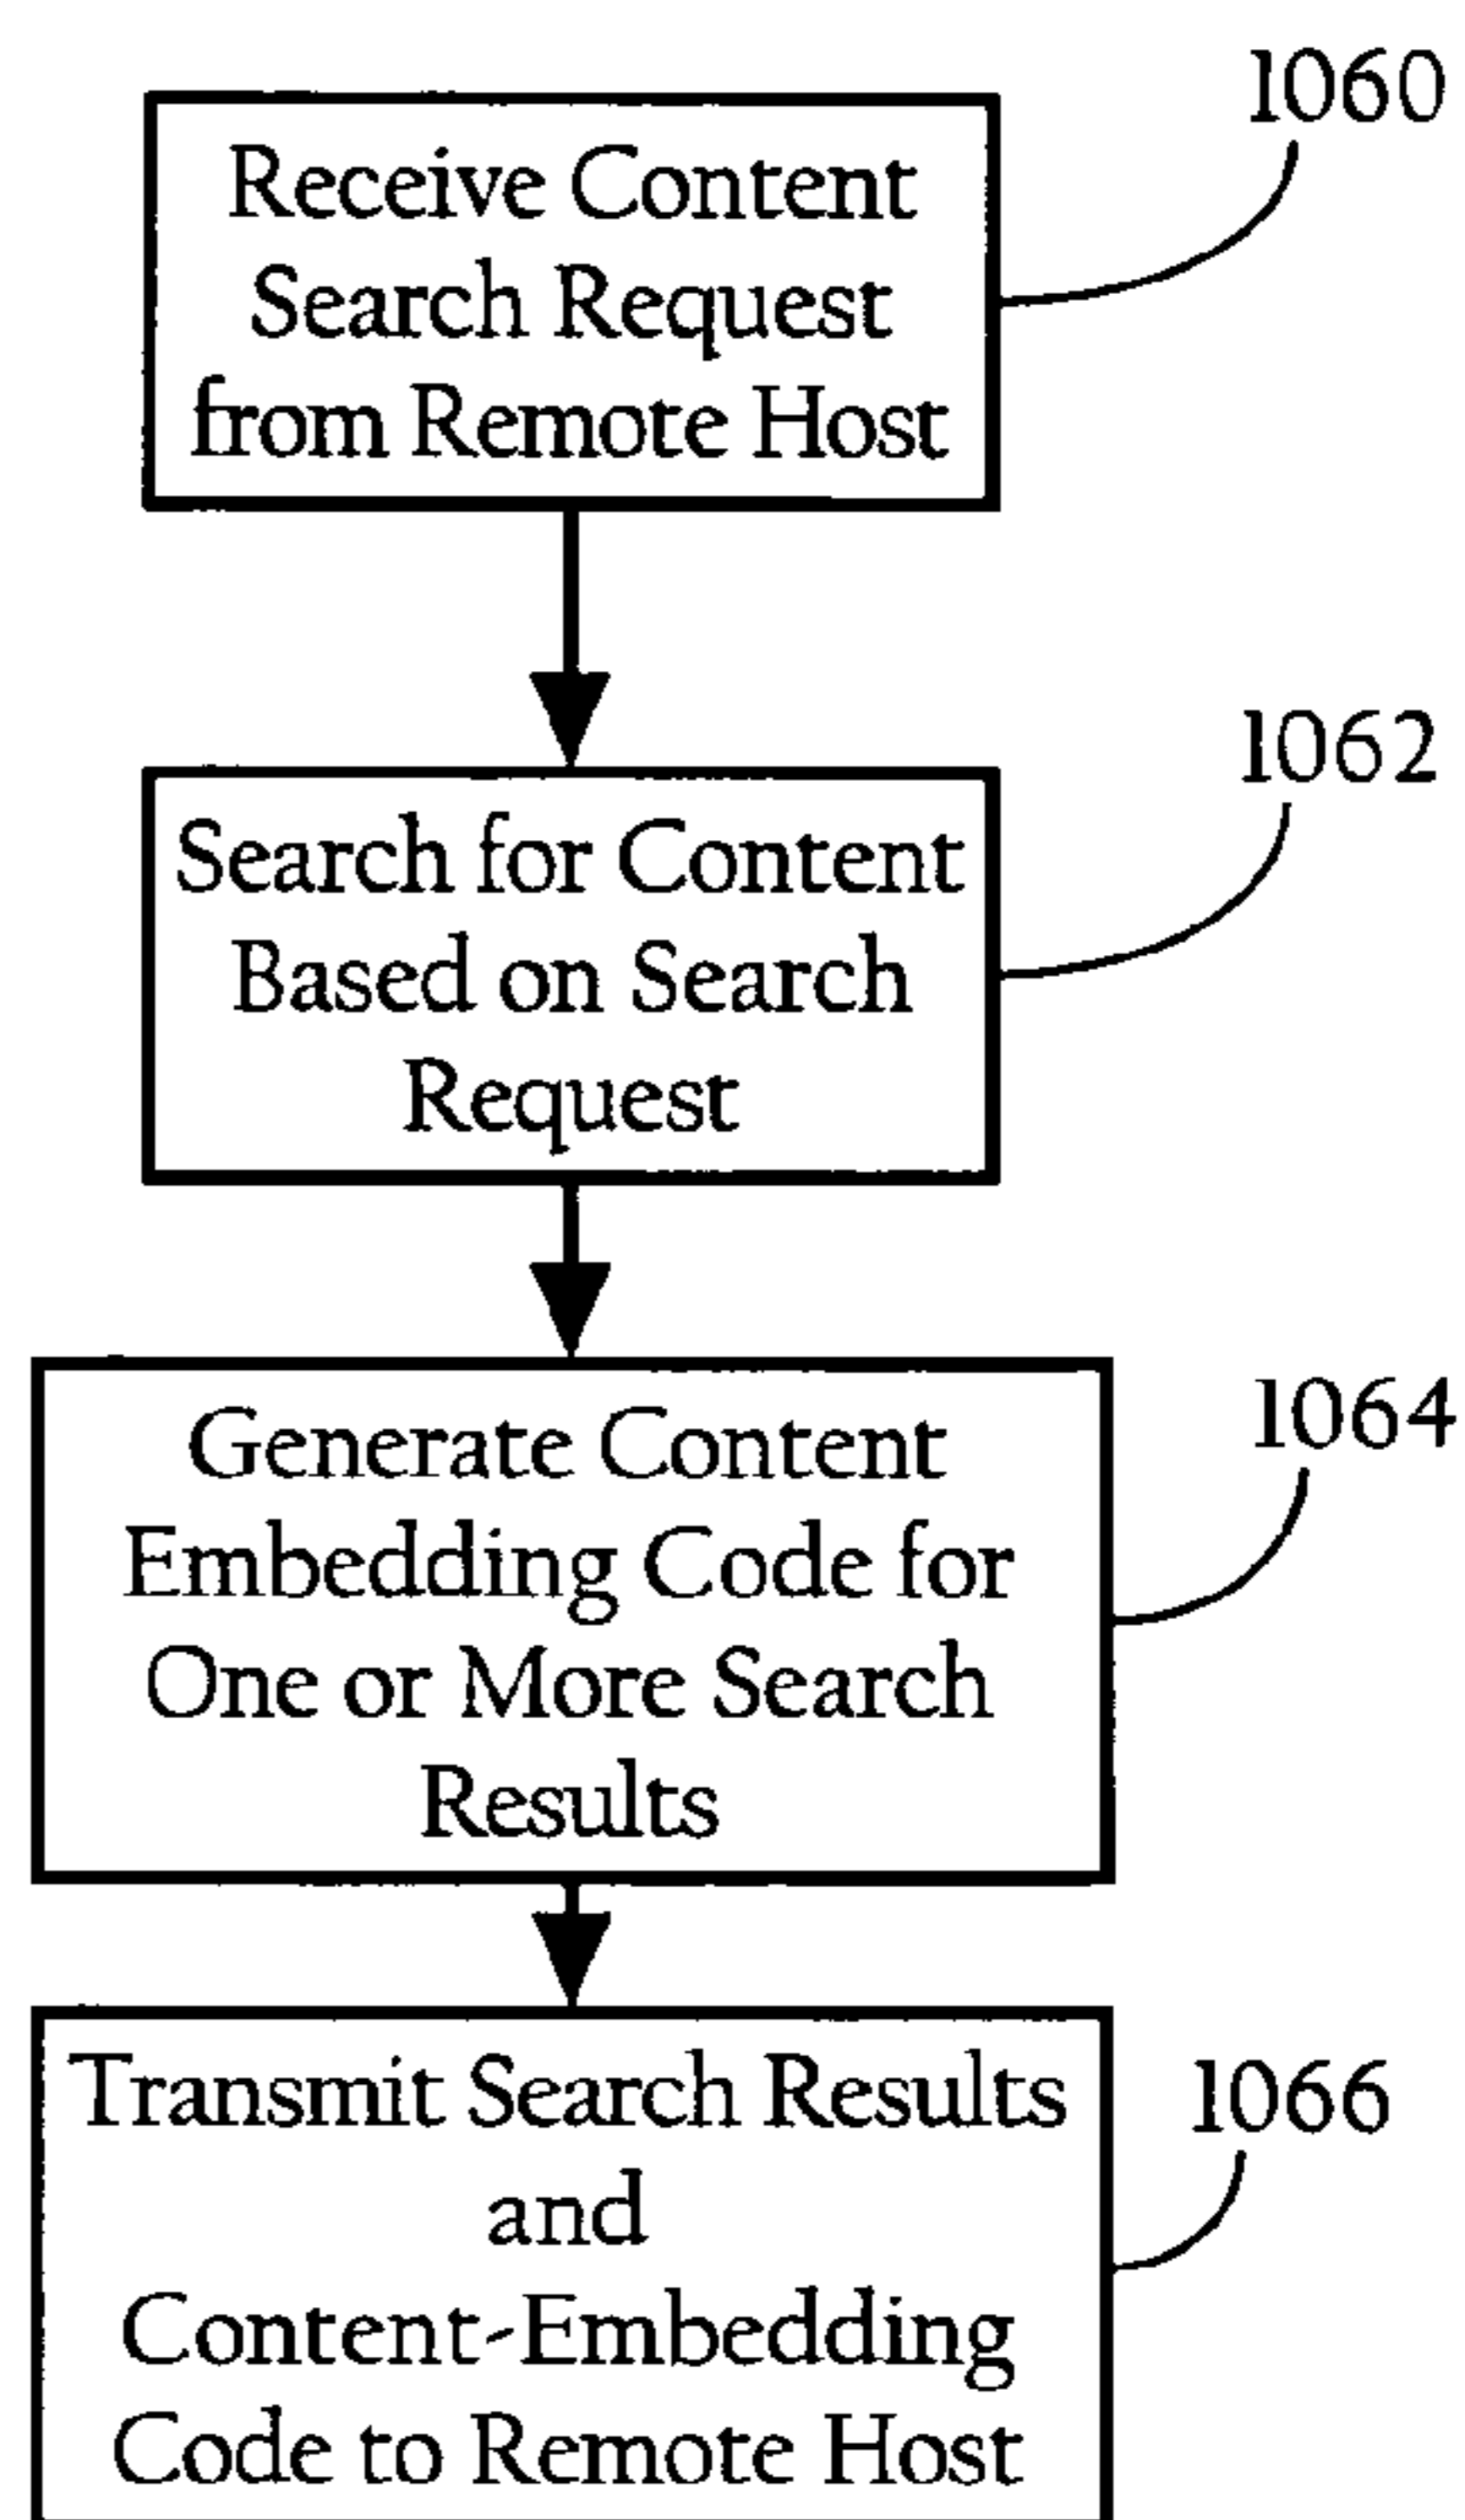 1060
Receive Content
Search Request
from Remote Host
1062
Search for Content
Based on Search
Request
1064
Generate Content
Embedding Code for
One or More Search
Results
1066
Transmit Search Results
and
Content-Embedding
Code to Remote Host